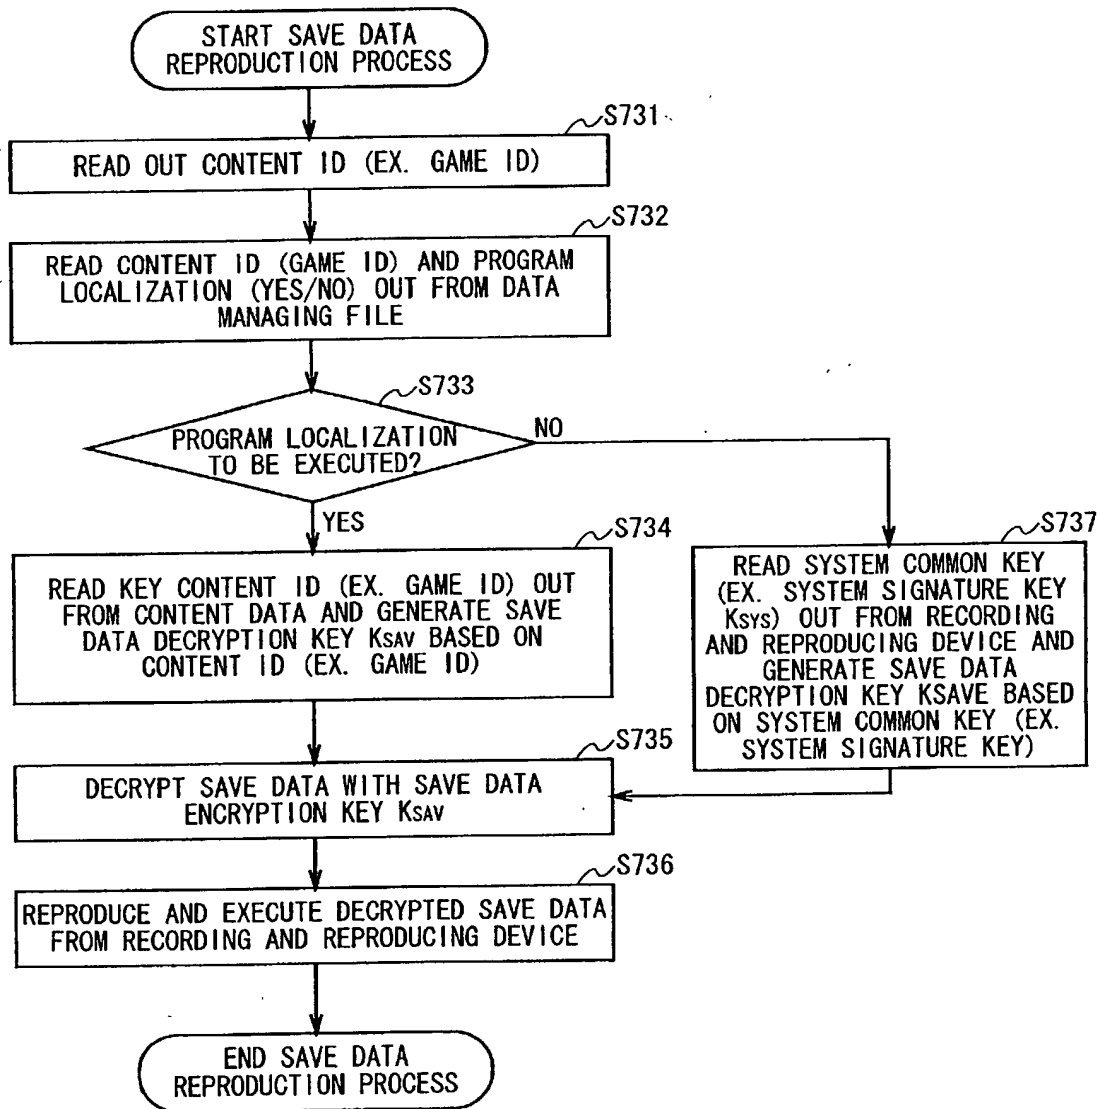 START SAVE DATA
REPRODUCTION PROCESS
S731
READ OUT CONTENT ID (EX. GAME ID)
S732
READ CONTENT ID (GAME ID) AND PROGRAM
LOCALIZATION (YES/NO) OUT FROM DATA
MANAGING FILE
S733
PROGRAM LOCALIZATION
TO BE EXECUTED?
NO
YES
S734
READ KEY CONTENT ID (EX. GAME ID) OUT
FROM CONTENT DATA AND GENERATE SAVE
DATA DECRYPTION KEY KSAV BASED ON
CONTENT ID (EX. GAME ID)
S737
READ SYSTEM COMMON KEY
(EX. SYSTEM SIGNATURE KEY
KSYS) OUT FROM RECORDING
AND REPRODUCING DEVICE AND
GENERATE SAVE DATA
DECRYPTION KEY KSAVE BASED
ON SYSTEM COMMON KEY (EX.
SYSTEM SIGNATURE KEY)
S735
DECRYPT SAVE DATA WITH SAVE DATA
ENCRYPTION KEY KSAV
S736
REPRODUCE AND EXECUTE DECRYPTED SAVE DATA
FROM RECORDING AND REPRODUCING DEVICE
END SAVE DATA
REPRODUCTION PROCESS